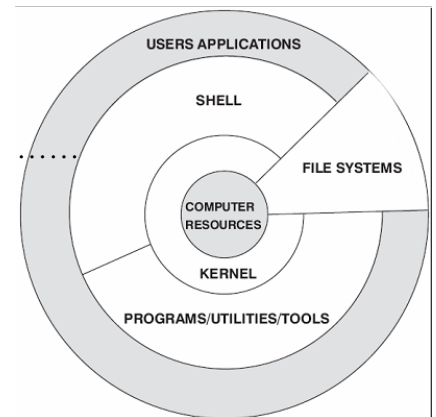 USERS APPLICATIONS
SHELL
FILE SYSTEMS
COMPUTER
RESOURCES
KERNEL
PROGRAMS/UTILITIES/TOOLS